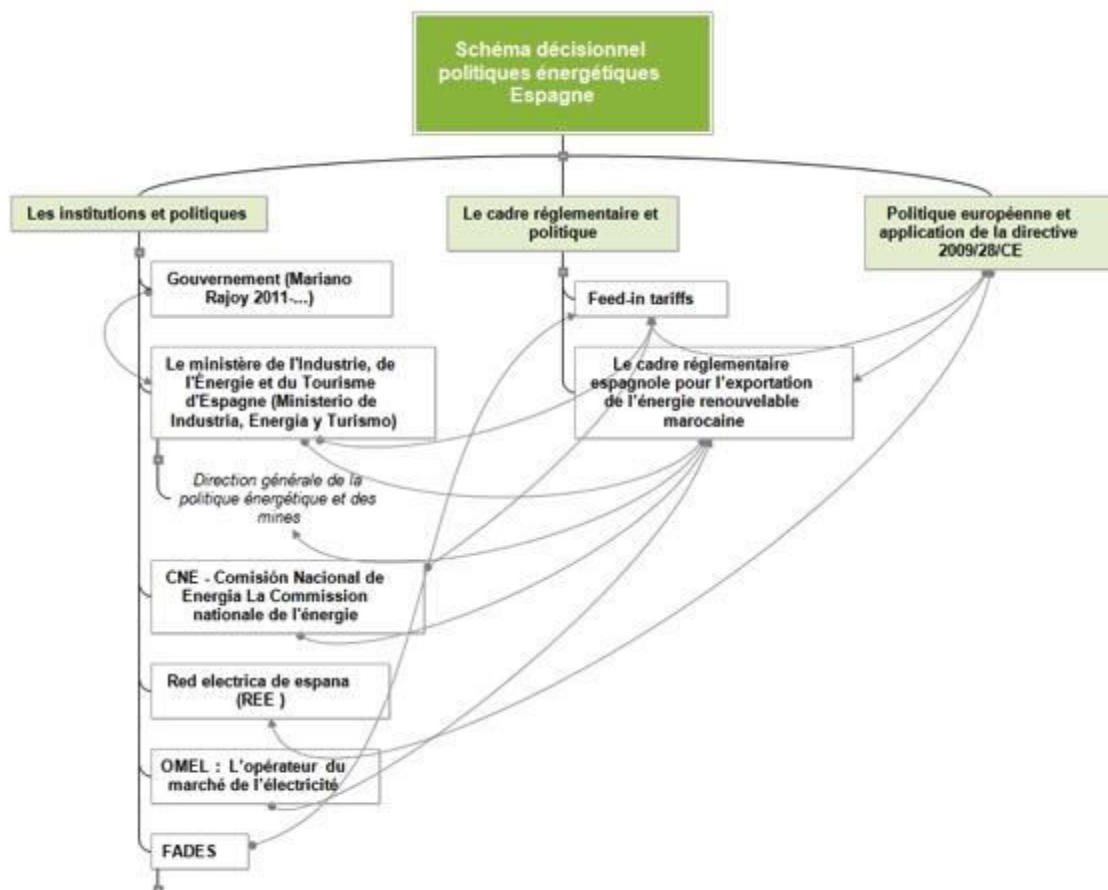 Schéma décisionnel
politiques énergétiques
Espagne
Les institutions et politiques
Le cadre réglementaire et
politique
Politique européenne et
application de la directive
2009/28/CE
Gouvernement (Mariano
Rajoy 2011-...)
Feed-in tariffs
Le ministère de l'Industrie, de
l'Énergie et du Tourisme
d'Espagne (Ministerio de
Industria, Energia y Turismo)
Le cadre réglementaire
espagnole pour l'exportation
de l'énergie renouvelable
marocaine
Direction générale de la
politique énergétique et des
mines
CNE - Comisión Nacional de
Energia La Commission
nationale de l'énergie
Red electrica de espana
(REE )
OMEL : L'opérateur du
marché de l'électricité
FADES